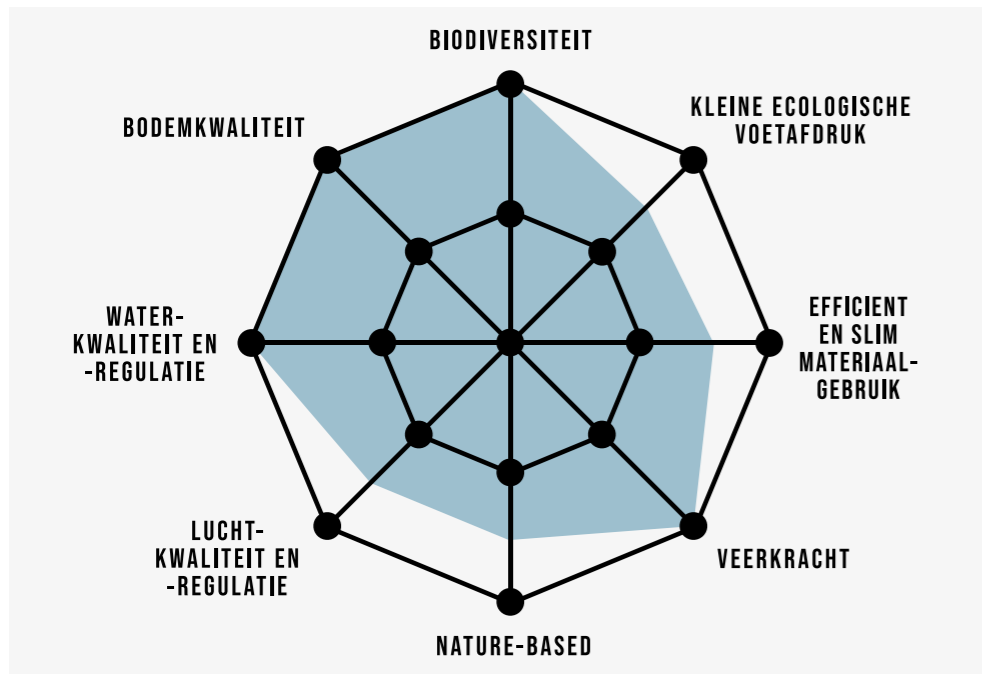 BIODIVERSITEIT
KLEINE ECOLOGISCHE
VOETAFDRUK
BODEMKWALITEIT
EFFICIENT
EN SLIM
MATERIAAL-
GEBRUIK
WATER-
KWALITEIT EN
-REGULATIE
LUCHT-
KWALITEIT EN
-REGULATIE
VEERKRACHT
NATURE-BASED